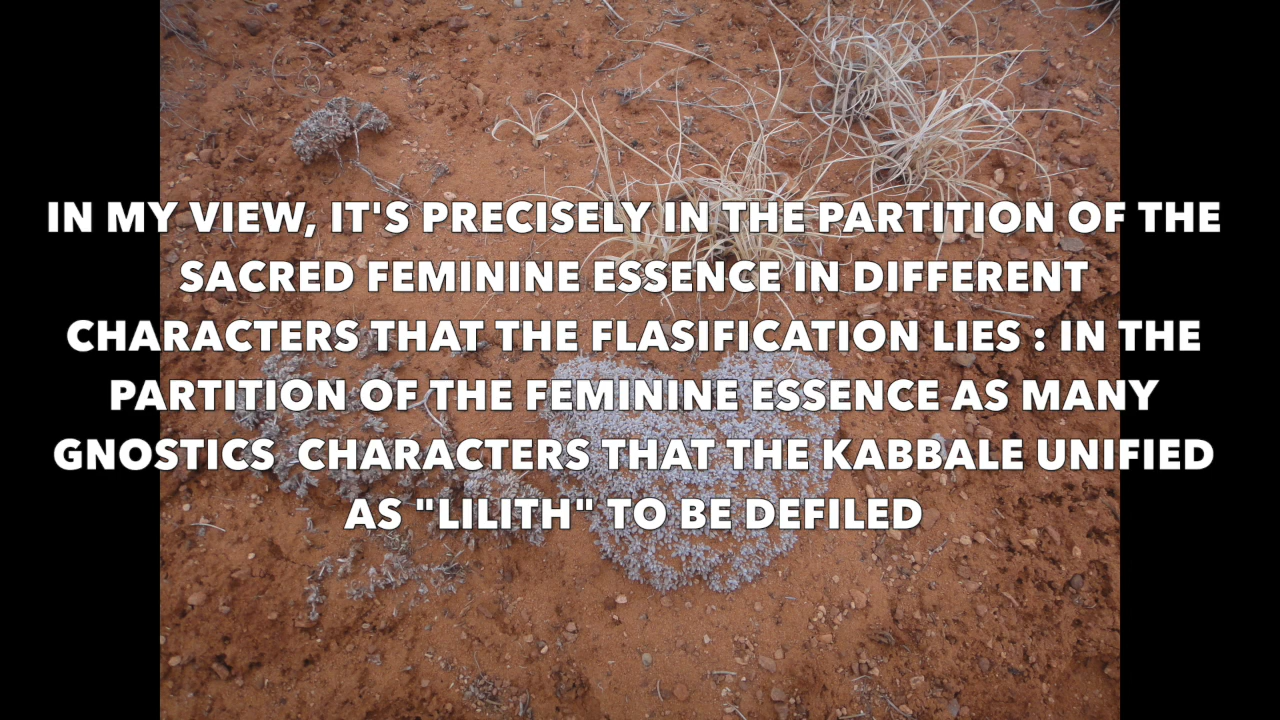 IN MY VIEW, IT'S PRECISELY IN THE PARTITION OF THE
SACRED FEMININE ESSENCE IN DIFFERENT
CHARACTERS THAT THE FLASIFICATION LIES : IN THE
PARTITION OF THE FEMININE ESSENCE AS MANY
GNOSTICS  CHARACTERS THAT THE KABBALE UNIFIED
AS "LILITH" TO BE DEFILED